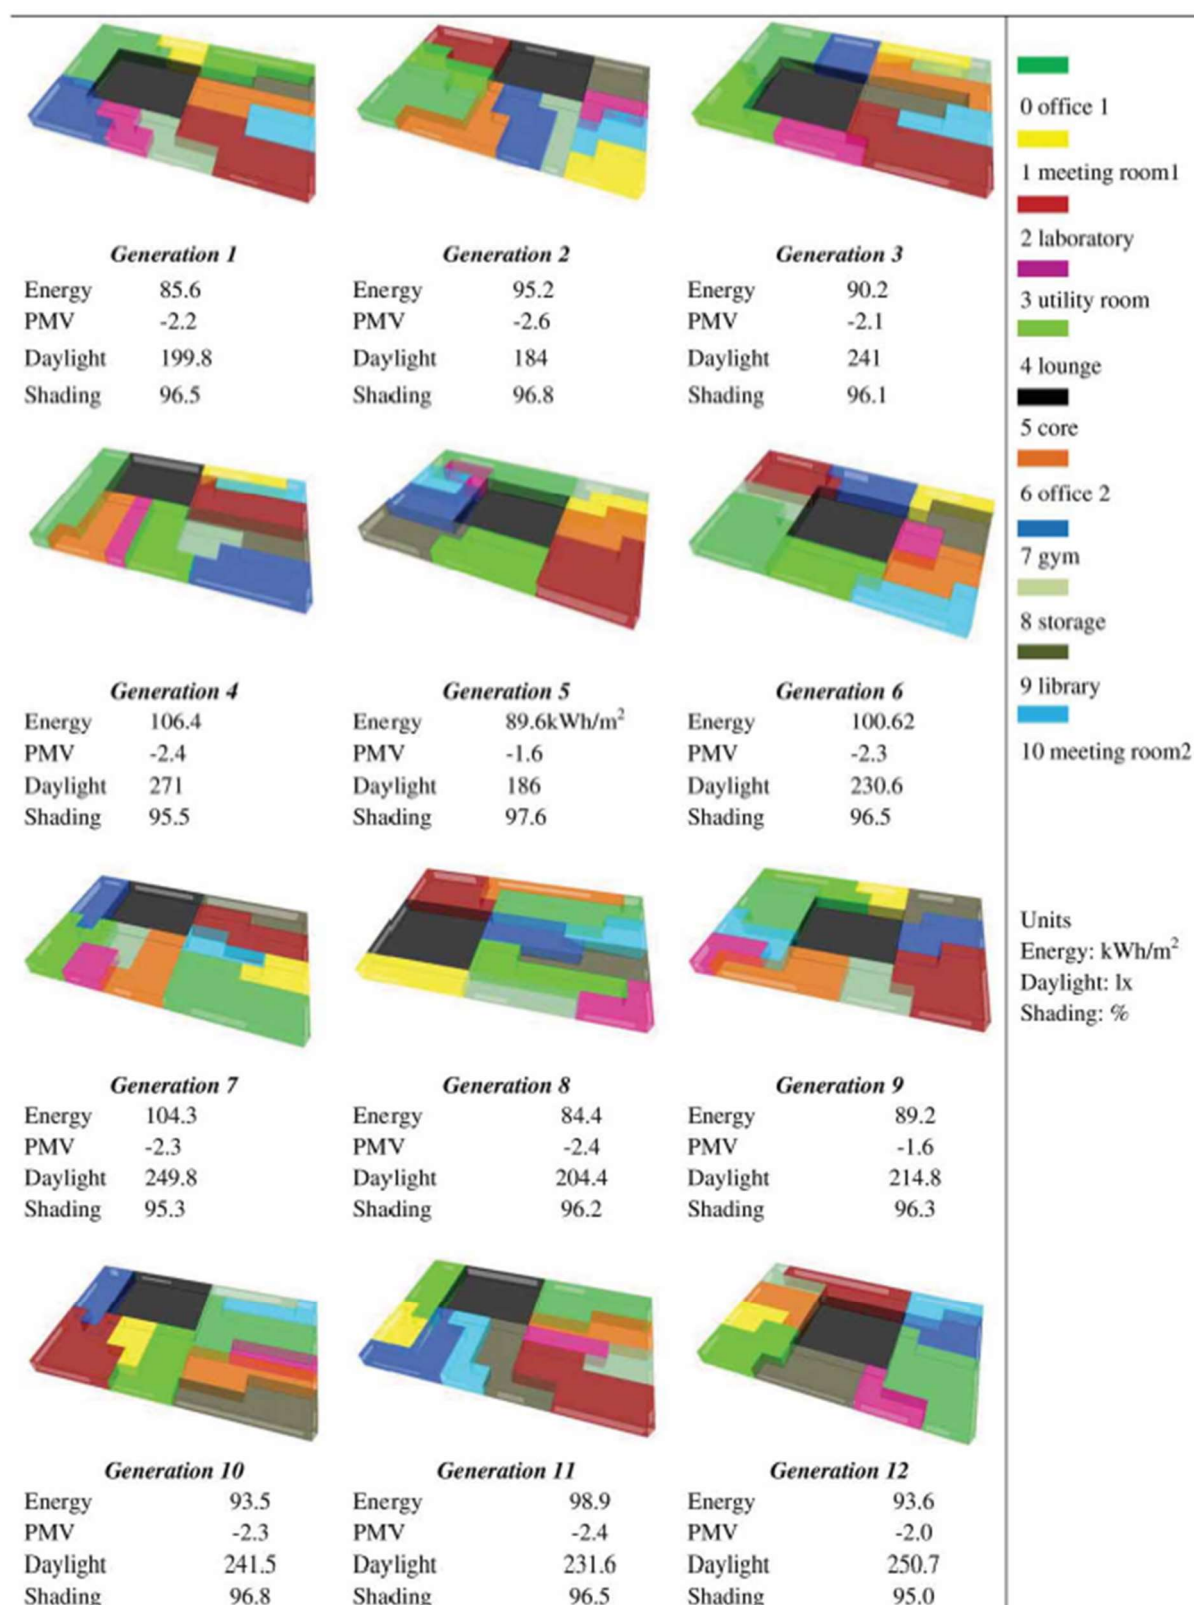 Generation 1
Energy 85.6
PMV -2.2
Daylight 199.8
Shading 96.5
Generation 2
Energy 95.2
PMV -2.6
Daylight 184
Shading 96.8
Generation 3
Energy 90.2
PMV -2.1
Daylight 241
Shading 96.1
Generation 4
Energy 106.4
PMV -2.4
Daylight 271
Shading 95.5
Generation 5
Energy 89.6kWh/m²
PMV -1.6
Daylight 186
Shading 97.6
Generation 6
Energy 100.62
PMV -2.3
Daylight 230.6
Shading 96.5
Generation 7
Energy 104.3
PMV -2.3
Daylight 249.8
Shading 95.3
Generation 8
Energy 84.4
PMV -2.4
Daylight 204.4
Shading 96.2
Generation 9
Energy 89.2
PMV -1.6
Daylight 214.8
Shading 96.3
Generation 10
Energy 93.5
PMV -2.3
Daylight 241.5
Shading 96.8
Generation 11
Energy 98.9
PMV -2.4
Daylight 231.6
Shading 96.5
Generation 12
Energy 93.6
PMV -2.0
Daylight 250.7
Shading 95.0
0 office 1
1 meeting room1
2 laboratory
3 utility room
4 lounge
5 core
6 office 2
7 gym
8 storage
9 library
10 meeting room2
Units
Energy: kWh/m²
Daylight: lx
Shading: %